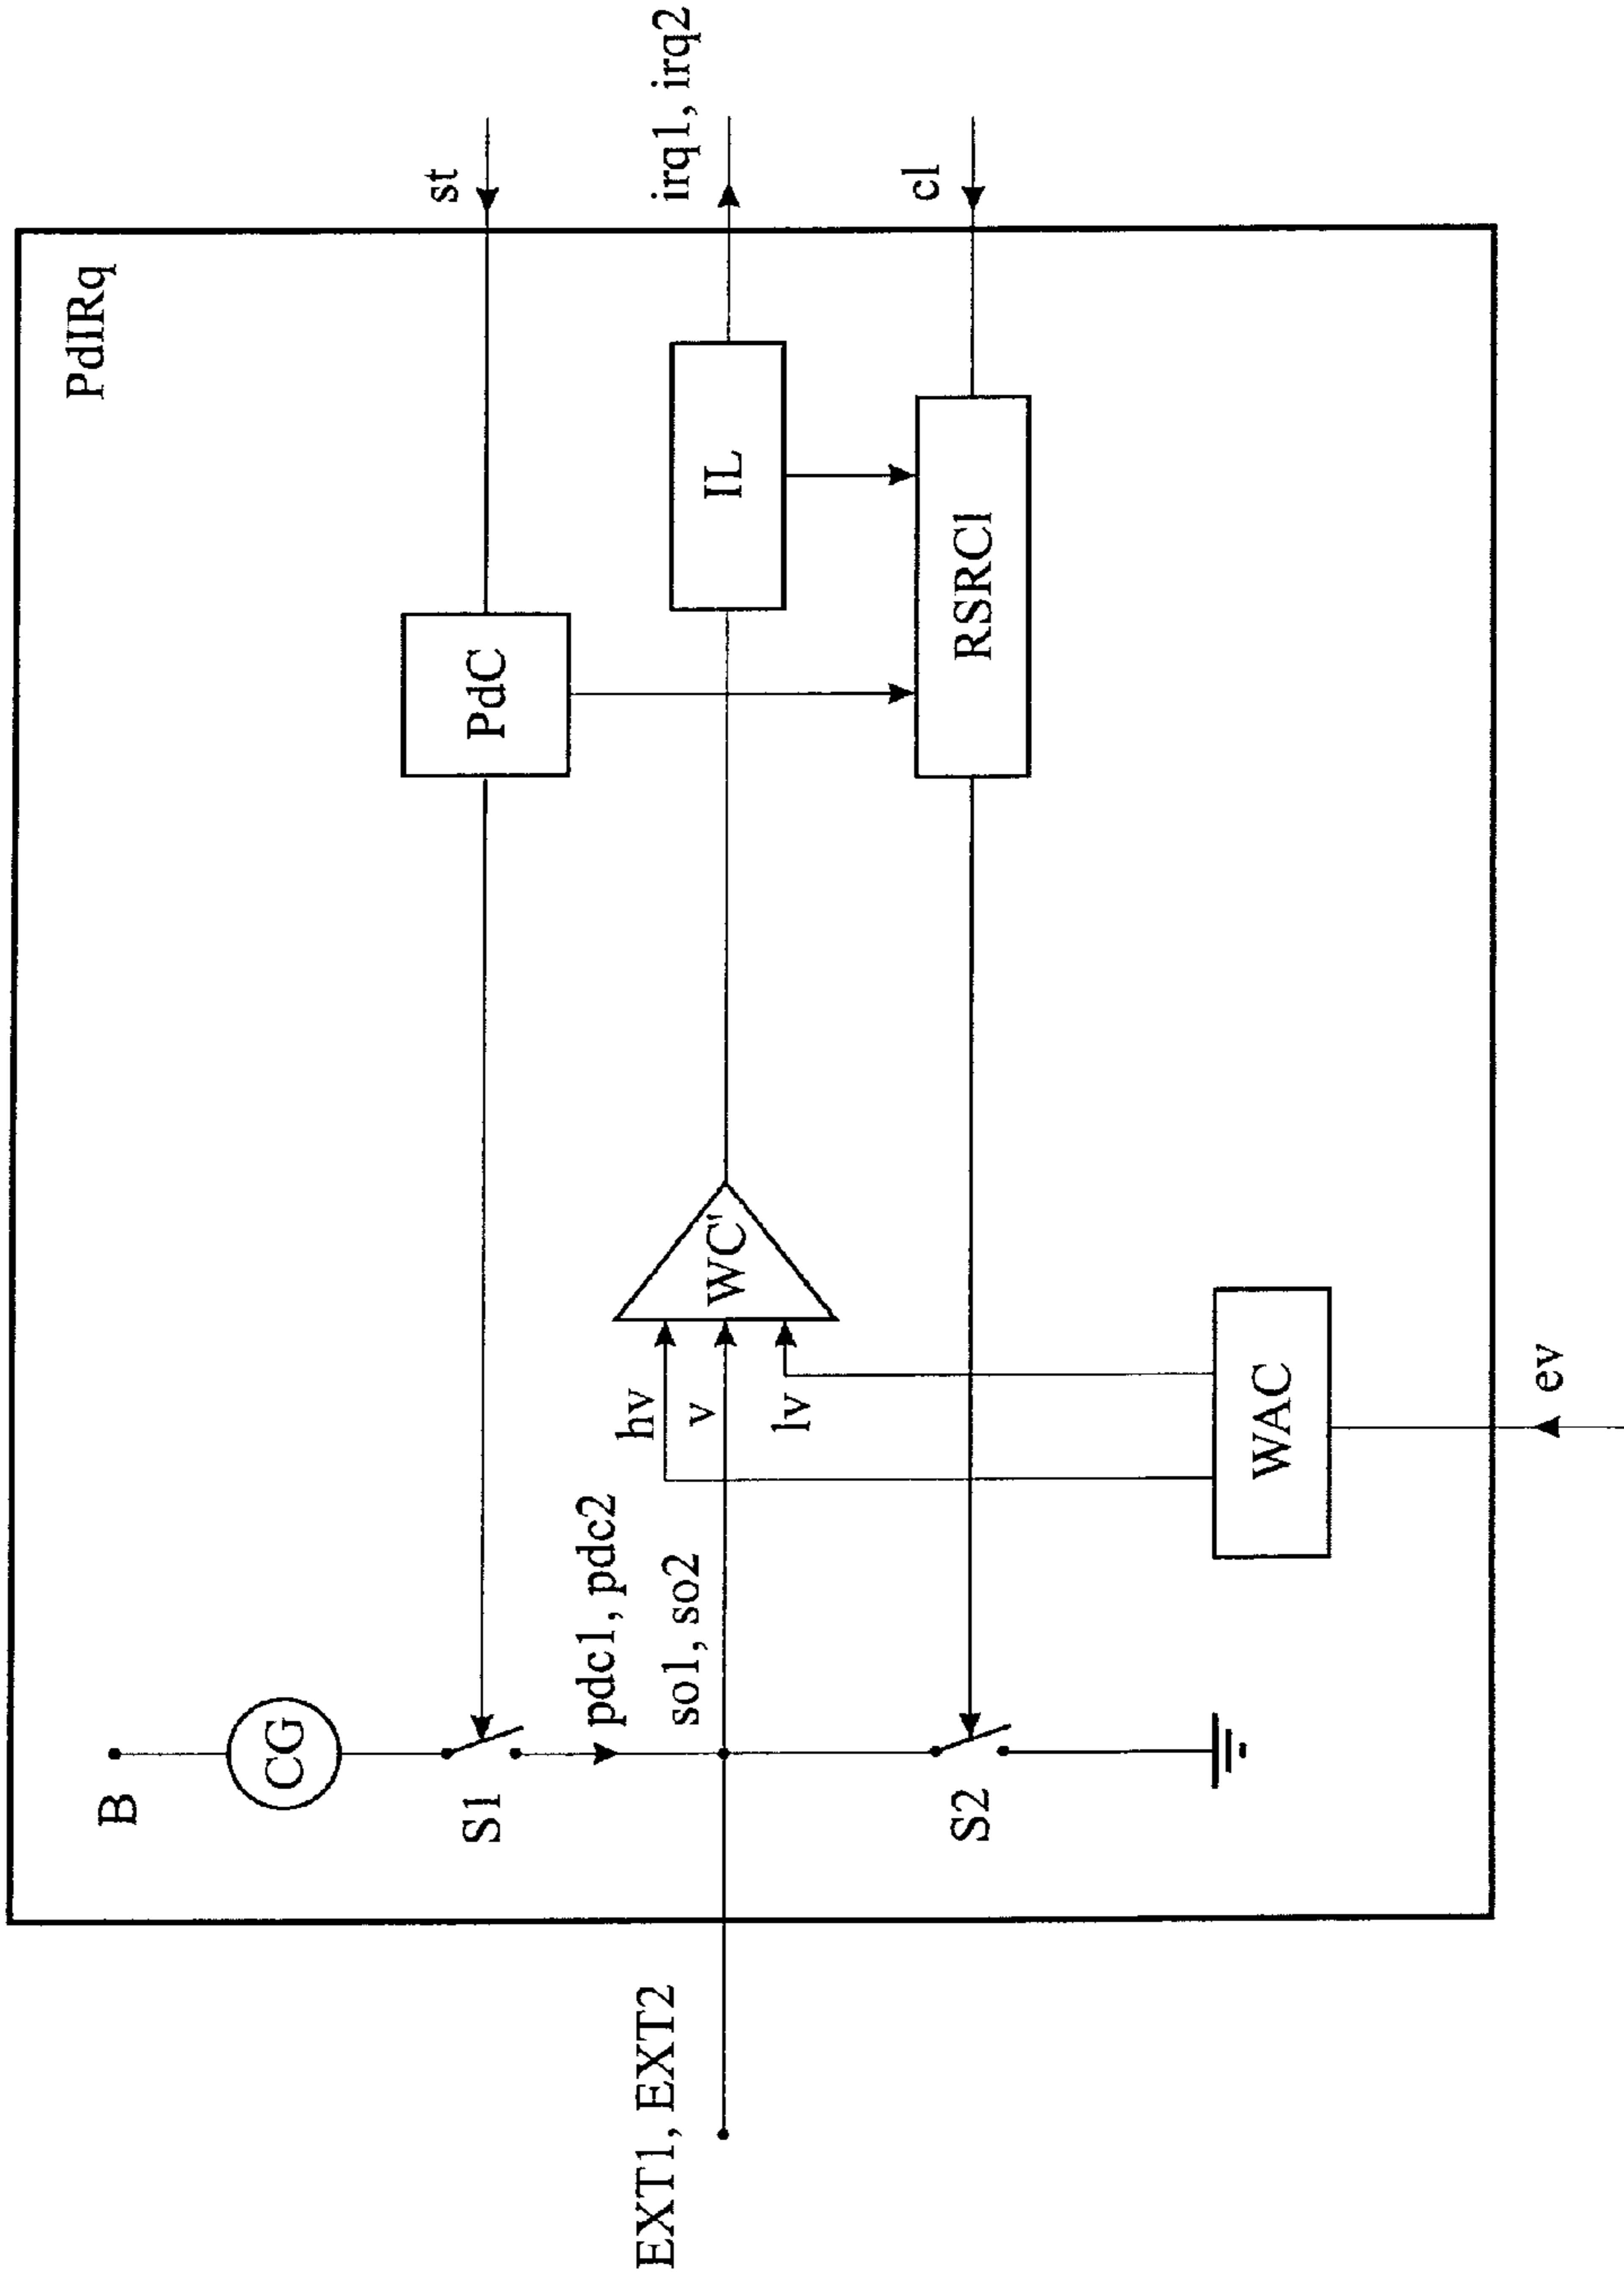 PdIRq
B
CG
S1
pdc1, pdc2
so1, so2
EXT1, EXT2
S2
hv
v
lv
WC
WAC
ev
PdC
IL
RSRCl
st
irq1, irq2
cl